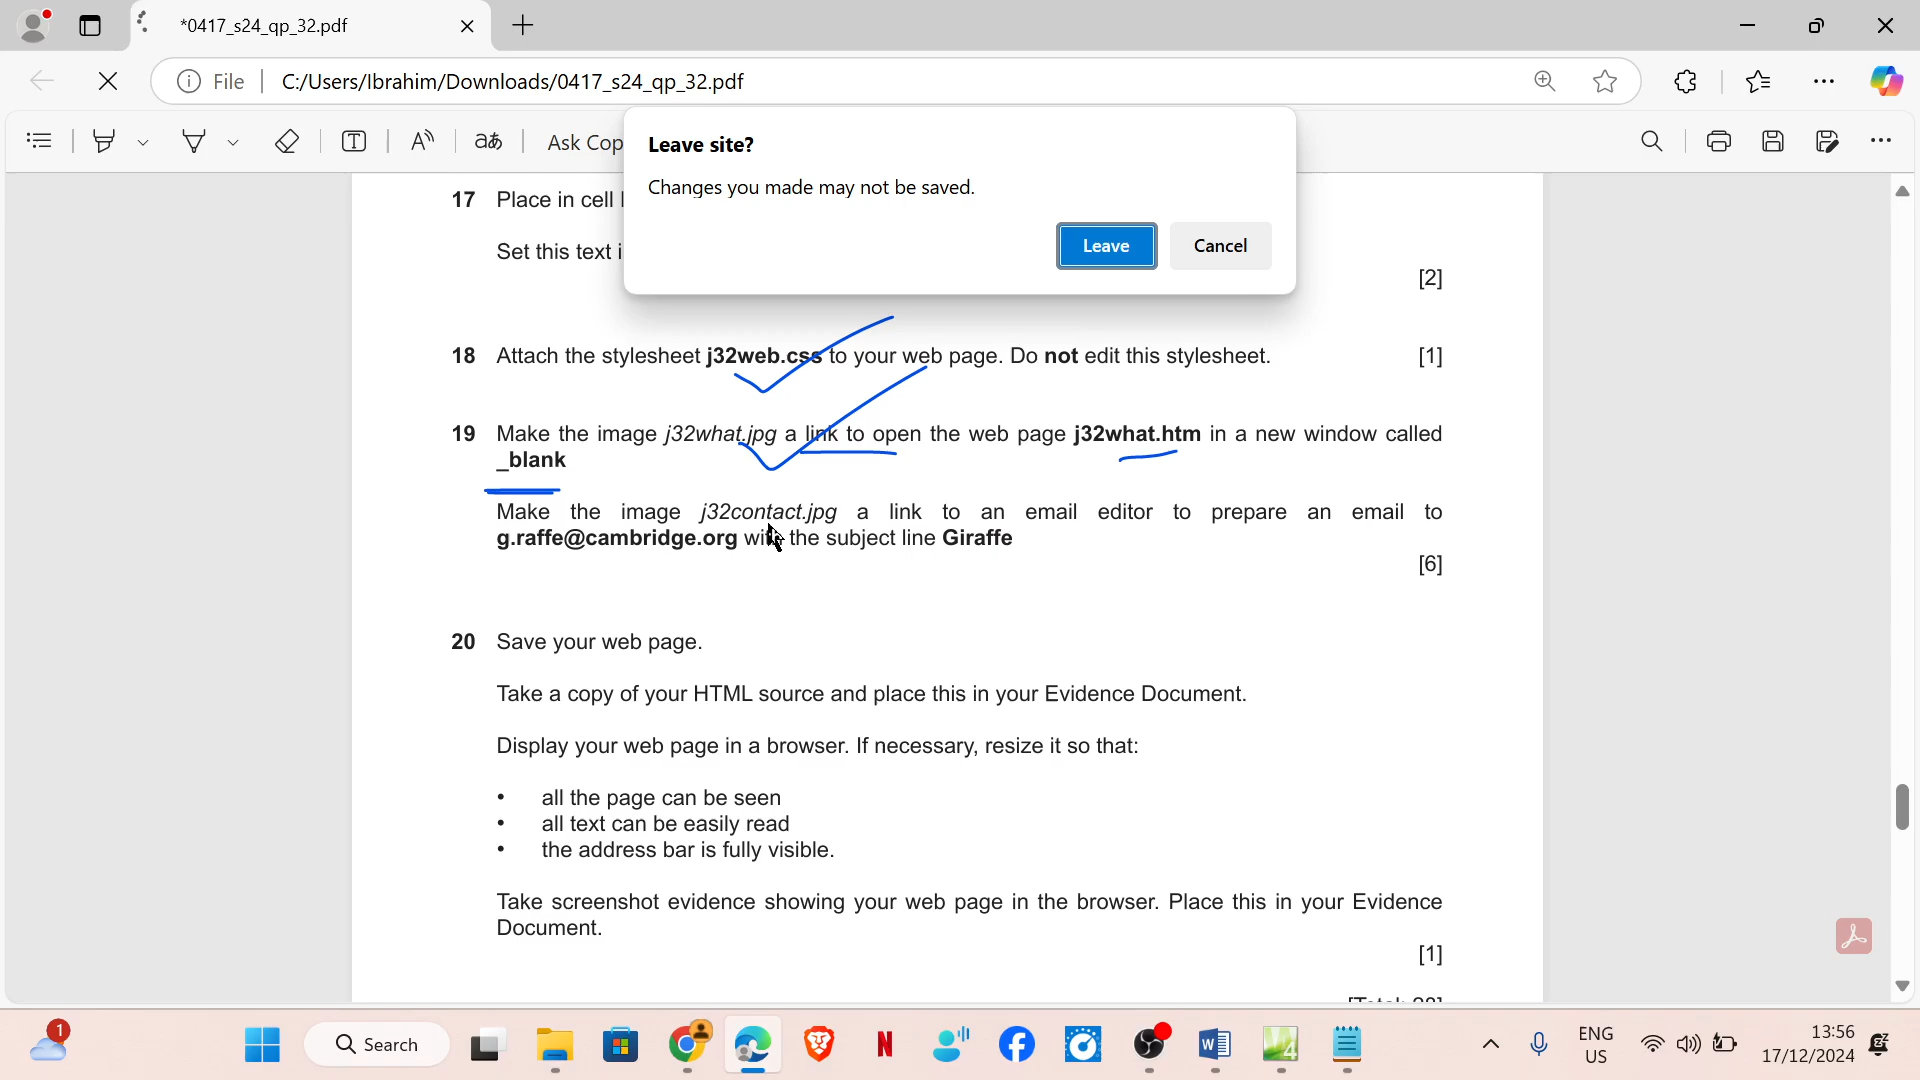 *0417_s24_qp_32.pdf
File
C:/Users/Ibrahim/Downloads/0417_s24_qp_32.pdf
Ask Cop
Leave site?
Changes you made may not be saved.
Leave
Cancel
17 Place in cell
Set this text i
[2]
18 Attach the stylesheet j32web.css to your web page. Do not edit this stylesheet. [1]
19 Make the image j32what.jpg a link to open the web page j32what.htm in a new window called
_blank
Make the image j32contact.jpg a link to an email editor to prepare an email to
g.raffe@cambridge.org with the subject line Giraffe
[6]
20 Save your web page.
Take a copy of your HTML source and place this in your Evidence Document.
Display your web page in a browser. If necessary, resize it so that:
• all the page can be seen
• all text can be easily read
• the address bar is fully visible.
Take screenshot evidence showing your web page in the browser. Place this in your Evidence
Document.
[1]
1
Search
ENG
US
13:56
17/12/2024